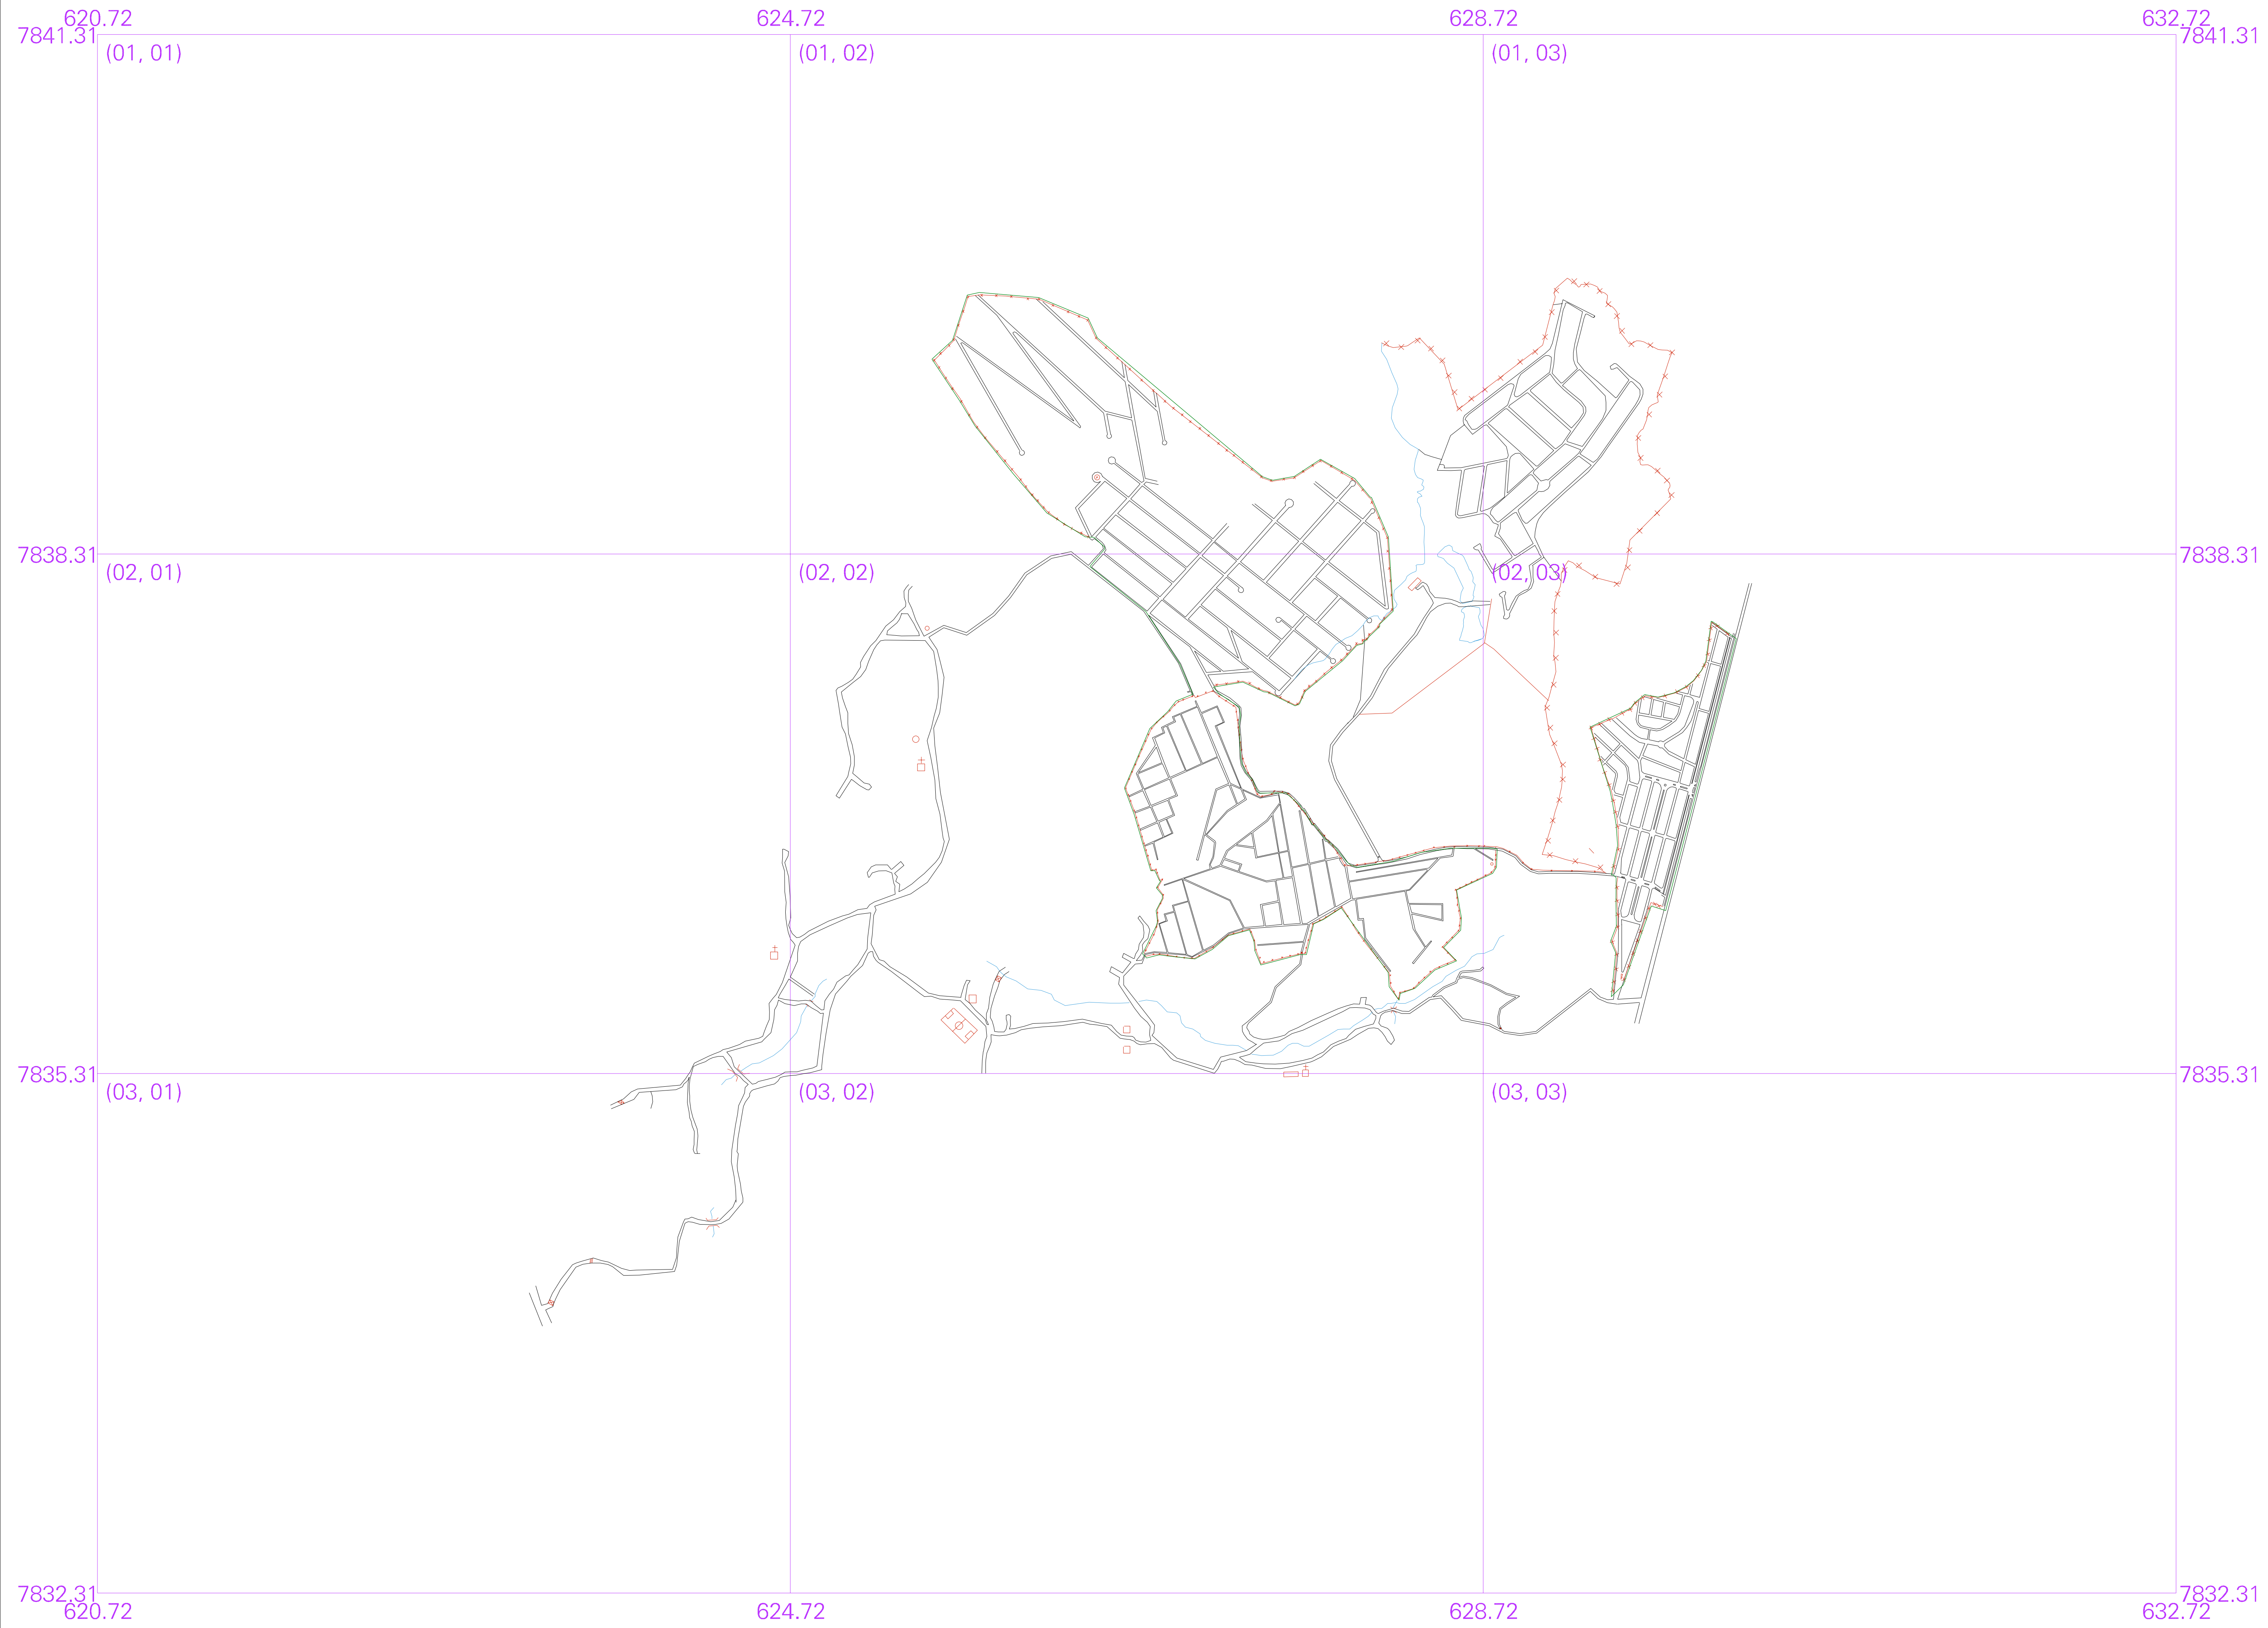 620.72 624.72 628.72 632.72
7841.31 7841.31
(01, 01) (01, 02) (01, 03)
7838.31 7838.31
(02, 01) (02, 02) (02, 03)
7835.31 7835.31
(03, 01) (03, 02) (03, 03)
7832.31 7832.31
620.72 624.72 628.72 632.72